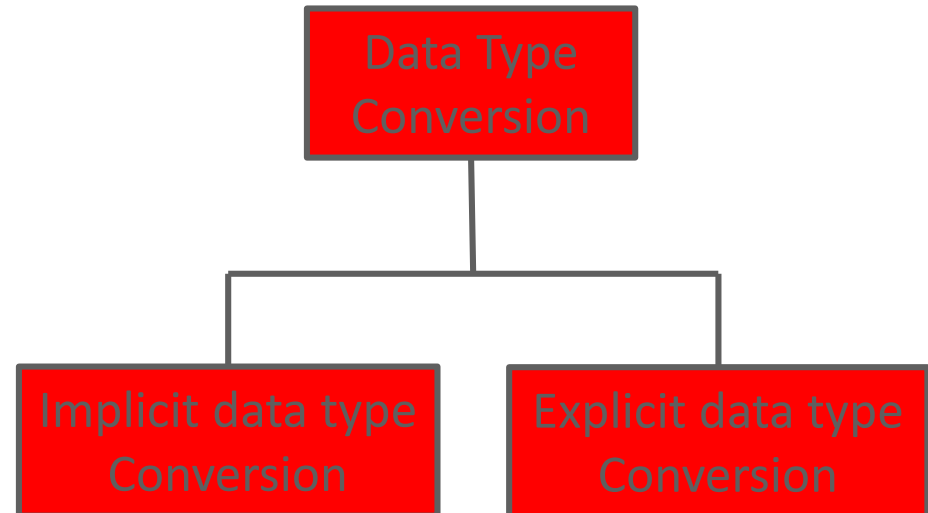 Data Type
Conversion
Implicit data type
Conversion
Explicit data type
Conversion